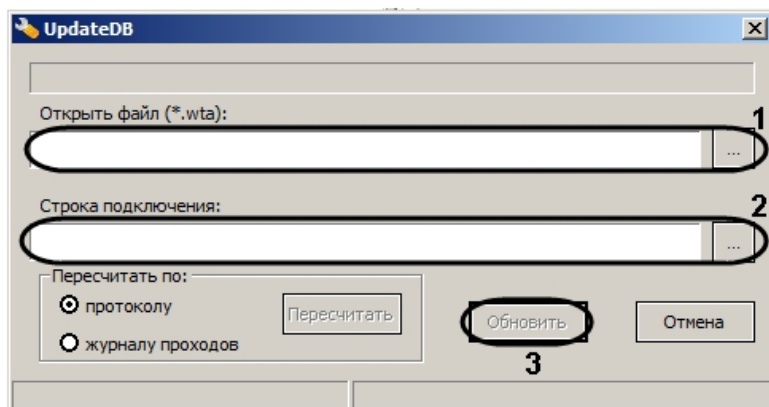 UpdateDB
Открыть файл (*.wta):
1
...
Строка подключения:
2
...
Пересчитать по:
протоколу
Пересчитать
журналу проходов
Обновить
Отмена
3